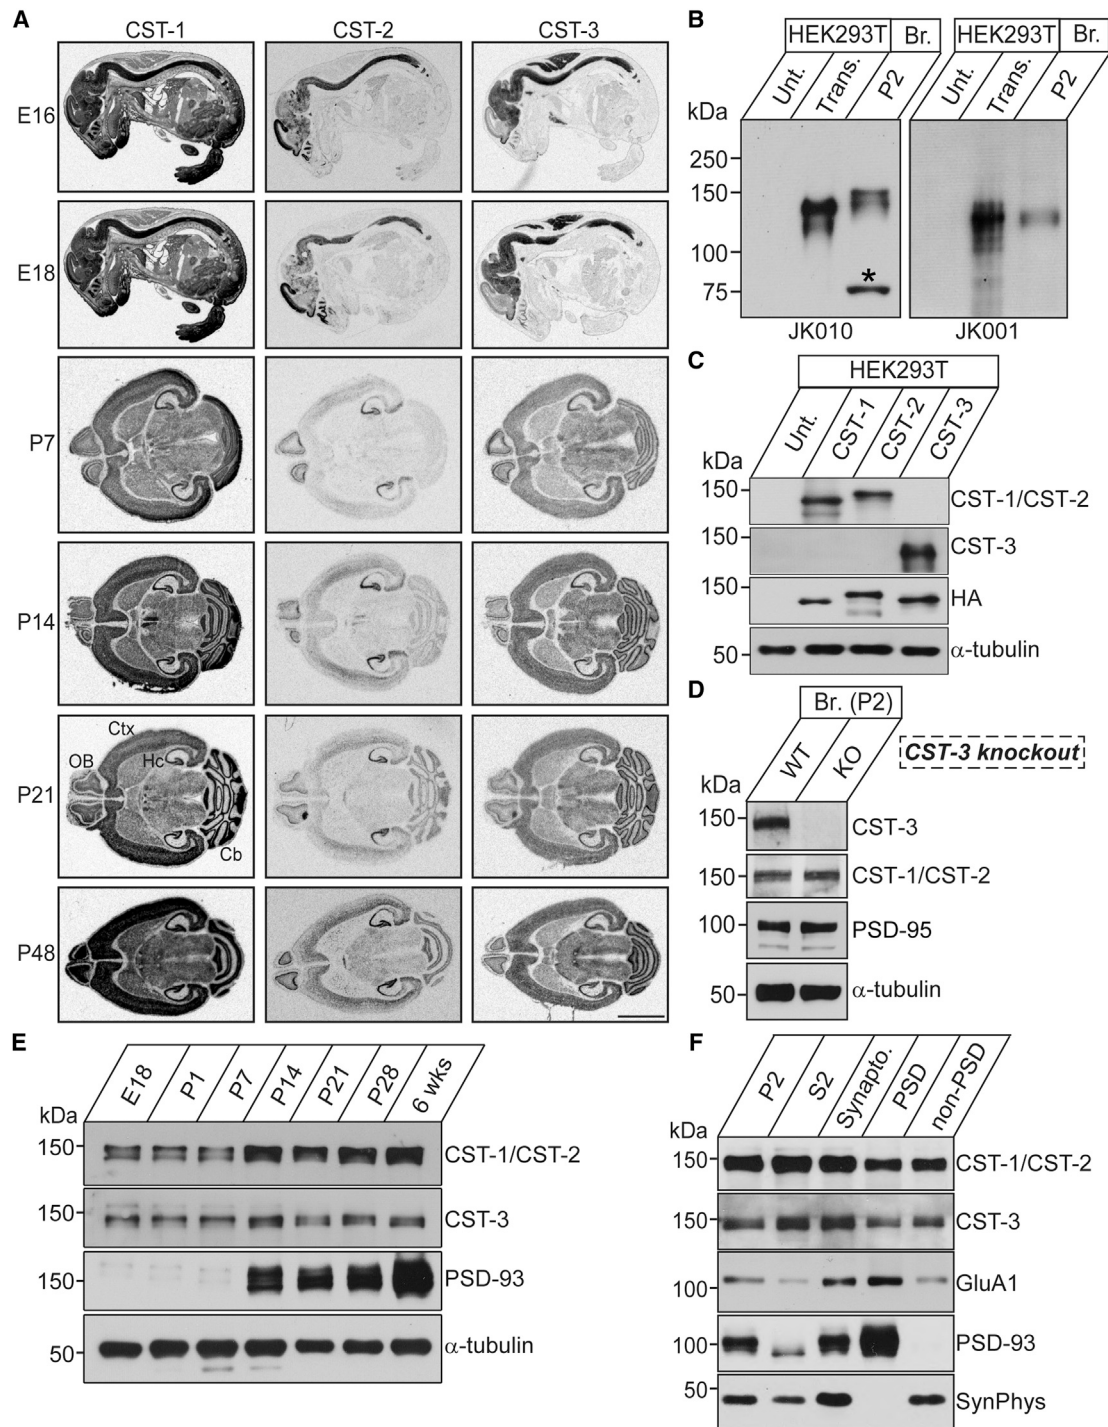 A
CST-1 CST-2 CST-3
E16
E18
P7
P14
P21
Ctx
OB
Hc
Cb
P48
B
HEK293T Br. HEK293T Br.
Unt. Trans. P2 Unt. Trans. P2
kDa
250
150
100
75
*
JK010 JK001
C
HEK293T
Unt. CST-1 CST-2 CST-3
kDa
150 CST-1/CST-2
150 CST-3
150 HA
50 α-tubulin
D
Br. (P2)
WT KO
CST-3 knockout
kDa
150 CST-3
150 CST-1/CST-2
100 PSD-95
50 α-tubulin
E
E18 P1 P7 P14 P21 P28 6 wks
kDa
150 CST-1/CST-2
150 CST-3
150 PSD-93
50 α-tubulin
F
P2 S2 Synapto. PSD non-PSD
kDa
150 CST-1/CST-2
150 CST-3
100 GluA1
100 PSD-93
50 SynPhys